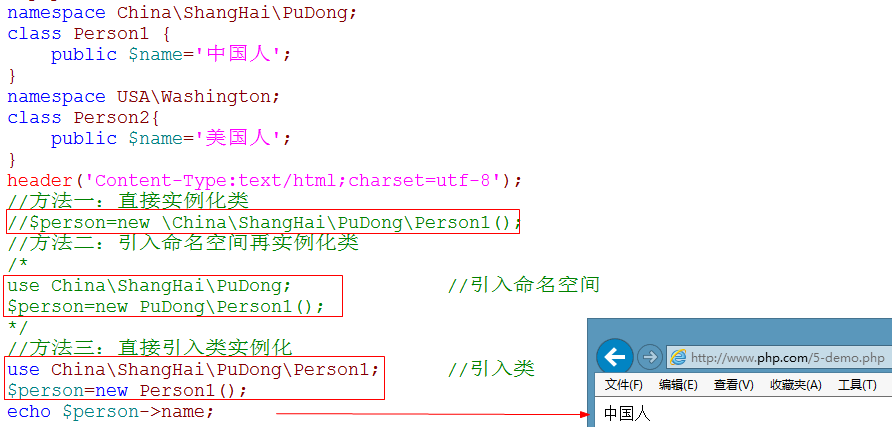 namespace China\ShangHai\PuDong;
class Person1 {
    public $name='中国人';
}
namespace USA\Washington;
class Person2{
    public $name='美国人';
}
header('Content-Type:text/html;charset=utf-8');
//方法一：直接实例化类
//$person=new \China\ShangHai\PuDong\Person1();
//方法二：引入命名空间再实例化类
/*
use China\ShangHai\PuDong;             //引入命名空间
$person=new PuDong\Person1();
*/
//方法三：直接引入类实例化
use China\ShangHai\PuDong\Person1;     //引入类
$person=new Person1();
echo $person->name;
http://www.php.com/5-demo.php
文件(F) 编辑(E) 查看(V) 收藏夹(A) 工具(T)
中国人